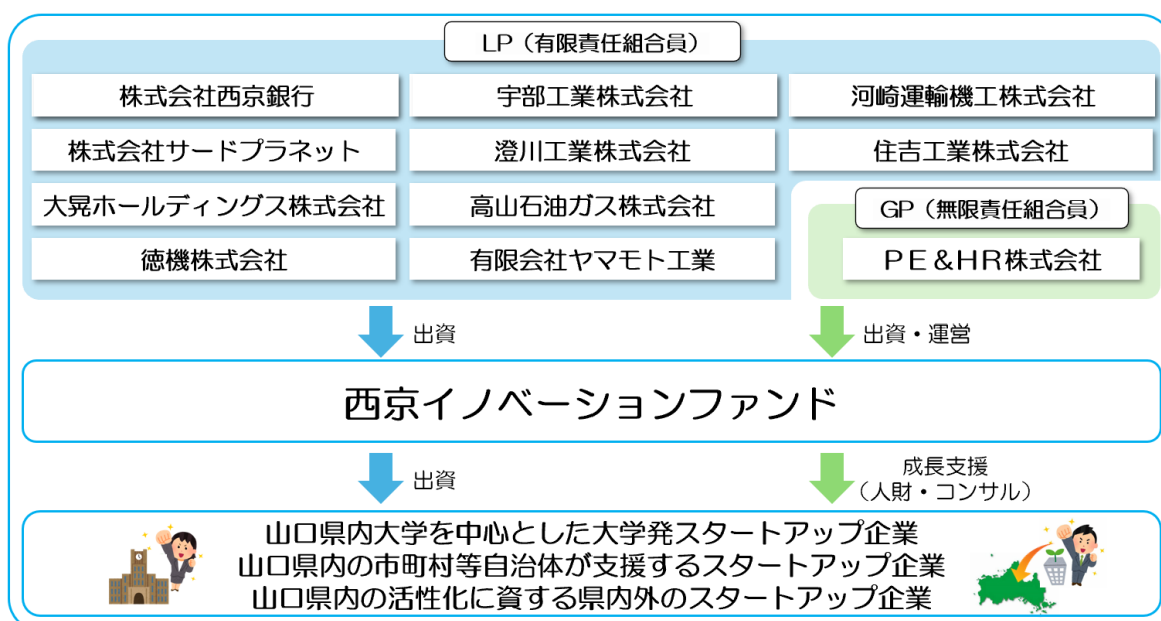 LP（有限責任組合員）
株式会社西京銀行
宇部工業株式会社
河崎運輸機工株式会社
株式会社サードプラネット
澄川工業株式会社
住吉工業株式会社
大晃ホールディングス株式会社
高山石油ガス株式会社
GP（無限責任組合員）
徳機株式会社
有限会社ヤマモト工業
ＰＥ＆ＨＲ株式会社
出資
出資・運営
西京イノベーションファンド
出資
成長支援
（人財・コンサル）
山口県内大学を中心とした大学発スタートアップ企業
山口県内の市町村等自治体が支援するスタートアップ企業
山口県内の活性化に資する県内外のスタートアップ企業